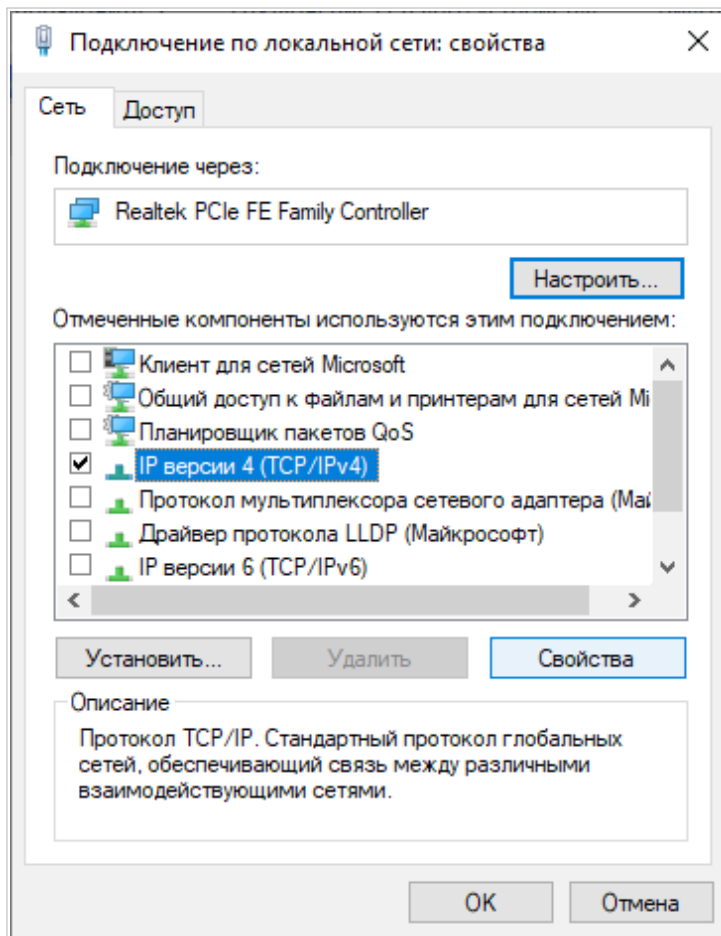 Подключение по локальной сети: свойства
Сеть
Доступ
Подключение через:
Realtek PCIe FE Family Controller
Настроить...
Отмеченные компоненты используются этим подключением:
Клиент для сетей Microsoft
Общий доступ к файлам и принтерам для сетей Mi
Планировщик пакетов QoS
IP версии 4 (TCP/IPv4)
Протокол мультиплексора сетевого адаптера (Май
Драйвер протокола LLDP (Майкрософт)
IP версии 6 (TCP/IPv6)
Установить...
Удалить
Свойства
Описание
Протокол TCP/IP. Стандартный протокол глобальных
сетей, обеспечивающий связь между различными
взаимодействующими сетями.
OK
Отмена